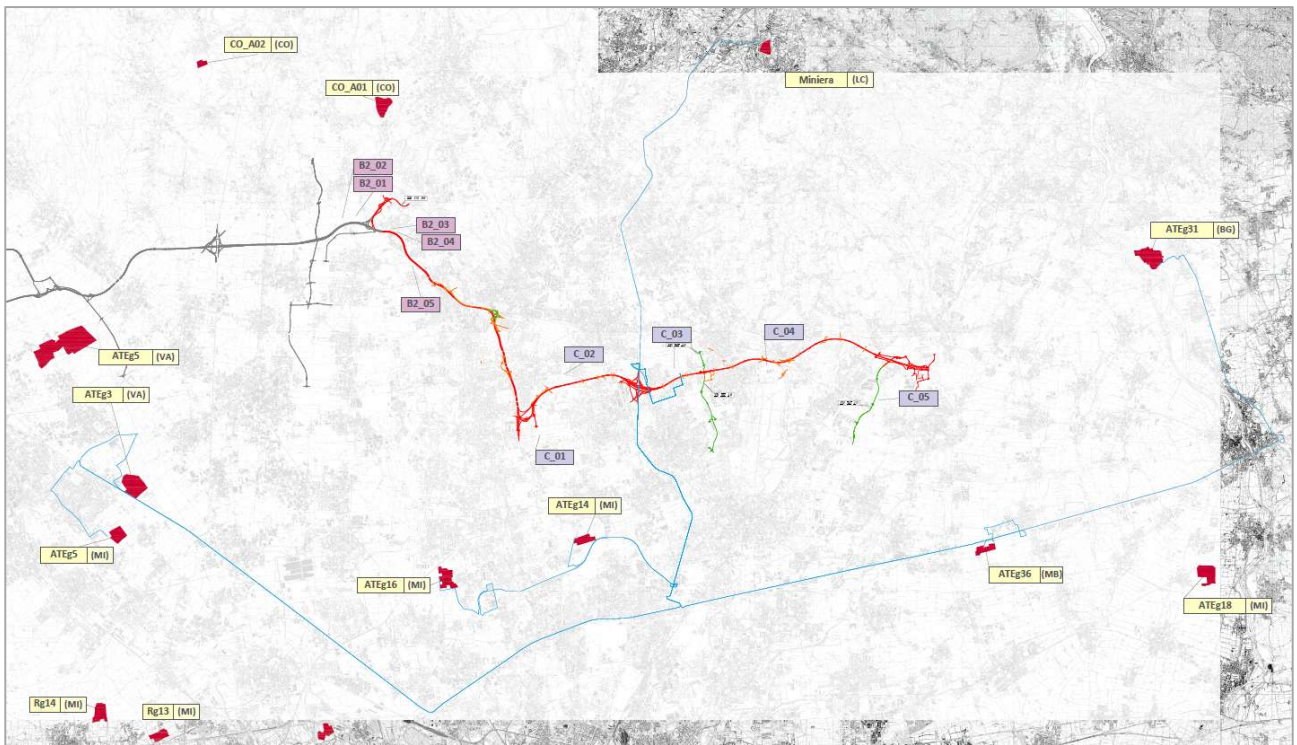 CO_A02 (CO)
Miniera (LC)
CO_A01 (CO)
B2_02
B2_01
B2_03
B2_04
ATEg31 (BG)
B2_05
C_03
C_04
ATEg5 (VA)
C_02
ATEg3 (VA)
C_05
C_01
ATEg14 (MI)
ATEg5 (MI)
ATEg16 (MI)
ATEg36 (MB)
ATEg18 (MI)
Rg14 (MI)
Rg13 (MI)